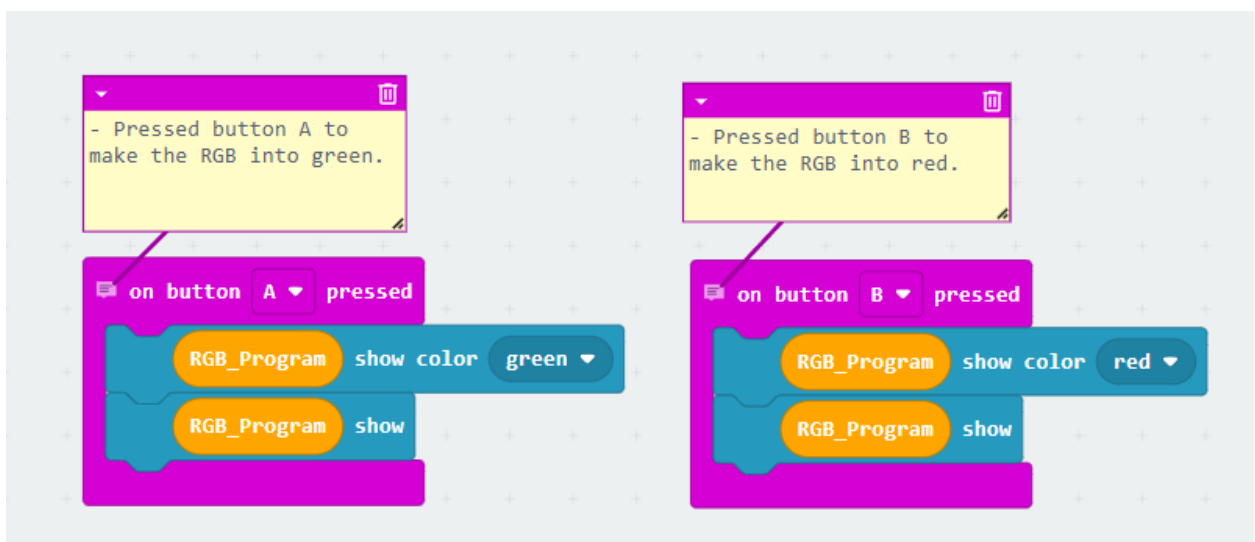 - Pressed button A to
make the RGB into green.
on button A pressed
RGB_Program show color green
RGB_Program show
- Pressed button B to
make the RGB into red.
on button B pressed
RGB_Program show color red
RGB_Program show